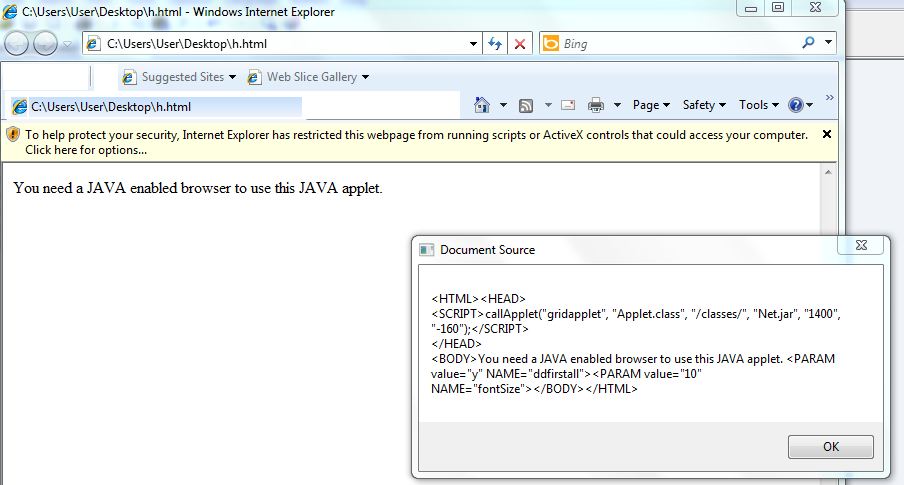 C:\Users\User\Desktop\h.html - Windows Internet Explorer
C:\Users\User\Desktop\h.html
Bing
Suggested Sites
Web Slice Gallery
C:\Users\User\Desktop\h.html
Page
Safety
Tools
»
To help protect your security, Internet Explorer has restricted this webpage from running scripts or ActiveX controls that could access your computer.
Click here for options...
You need a JAVA enabled browser to use this JAVA applet.
Document Source
<HTML><HEAD>
<SCRIPT>callApplet("gridapplet", "Applet.class", "/classes/", "Net.jar", "1400",
"-160");</SCRIPT>
</HEAD>
<BODY>You need a JAVA enabled browser to use this JAVA applet. <PARAM
value="y" NAME="ddfirstall"><PARAM value="10"
NAME="fontSize"></BODY></HTML>
OK